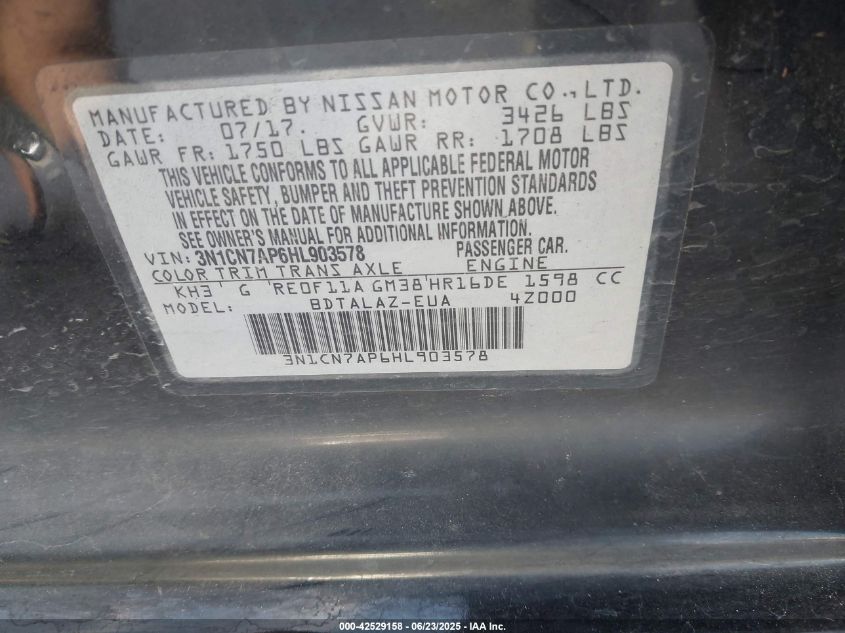 MANUFACTURED BY NISSAN MOTOR CO., LTD.
DATE: 07/17. GVWR: 3426 LBS
GAWR FR: 1750 LBS GAWR RR: 1708 LBS
THIS VEHICLE CONFORMS TO ALL APPLICABLE FEDERAL MOTOR
VEHICLE SAFETY, BUMPER AND THEFT PREVENTION STANDARDS
IN EFFECT ON THE DATE OF MANUFACTURE SHOWN ABOVE.
SEE OWNER'S MANUAL FOR ADDITIONAL INFORMATION.
VIN: 3N1CN7AP6HL903578 PASSENGER CAR.
COLOR TRIM TRANS AXLE ENGINE
KH3' G 'RE0F11A GM38'HR16DE 1598 CC
MODEL: BDTALAZ-EUA 4Z000
3N1CN7AP6HL903578
000-42529158 - 06/23/2025 - IAA Inc.